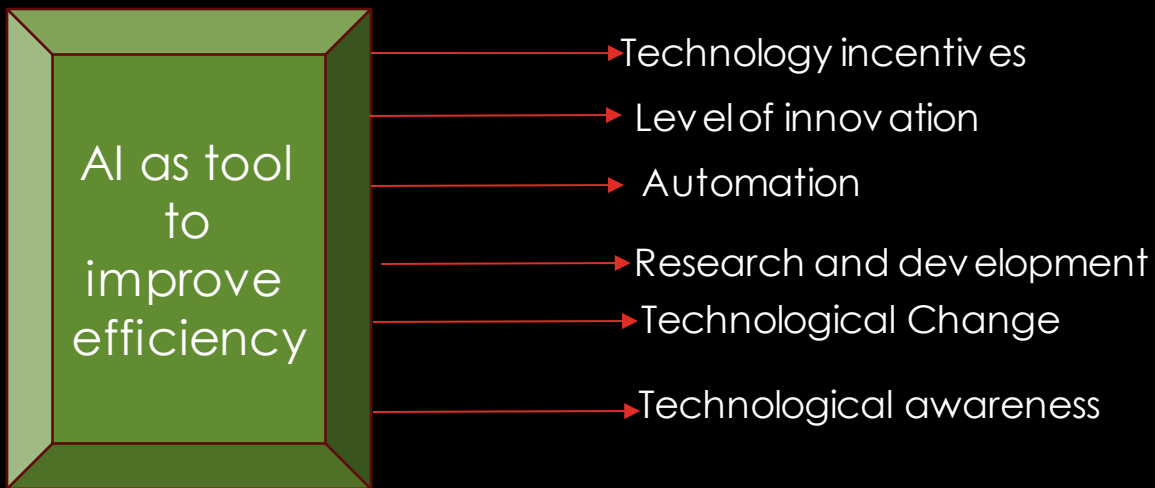 AI as tool
to
improve
efficiency
Technology incentives
Level of innovation
Automation
Research and development
Technological Change
Technological awareness